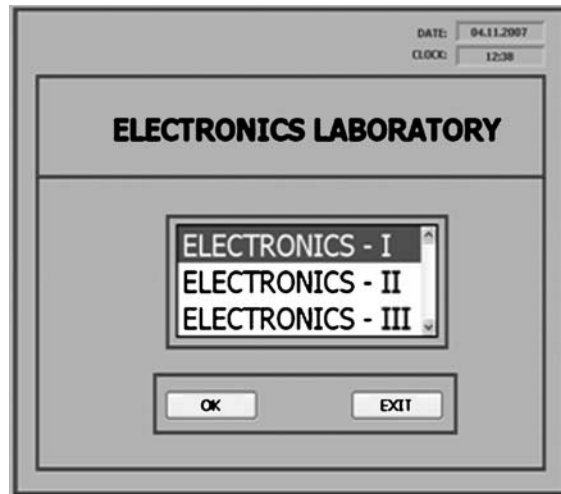 DATE: 04.11.2007
CLOCK: 12:38
ELECTRONICS LABORATORY
ELECTRONICS - I
ELECTRONICS - II
ELECTRONICS - III
OK EXIT